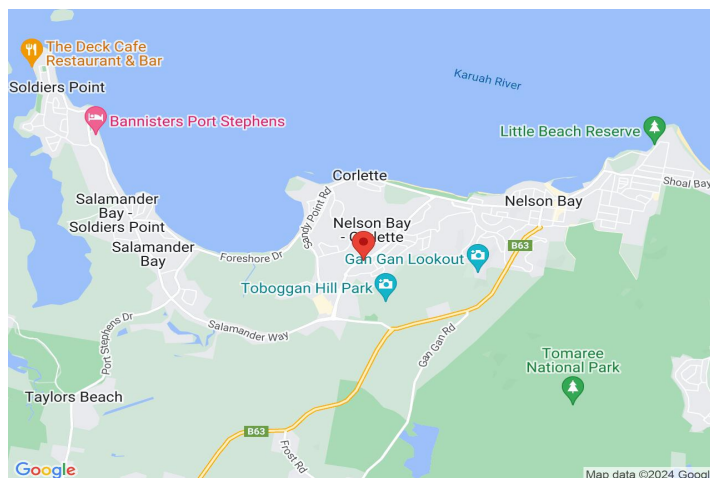 The Deck Cafe
Restaurant & Bar
Soldiers Point
Karuah River
Bannisters Port Stephens
Little Beach Reserve
Corlette
Shoal Bay
Salamander
Bay -
Soldiers Point
Nelson Bay
Sandy Point Rd
Nelson Bay
- Corlette
Salamander
Bay
B63
Foreshore Dr
Gan Gan Lookout
Toboggan Hill Park
Salamander Way
Port Stephens Dr
Gan Gan Rd
Tomaree
National Park
Taylors Beach
B63
Frost Rd
Google
Map data ©2024 Googl